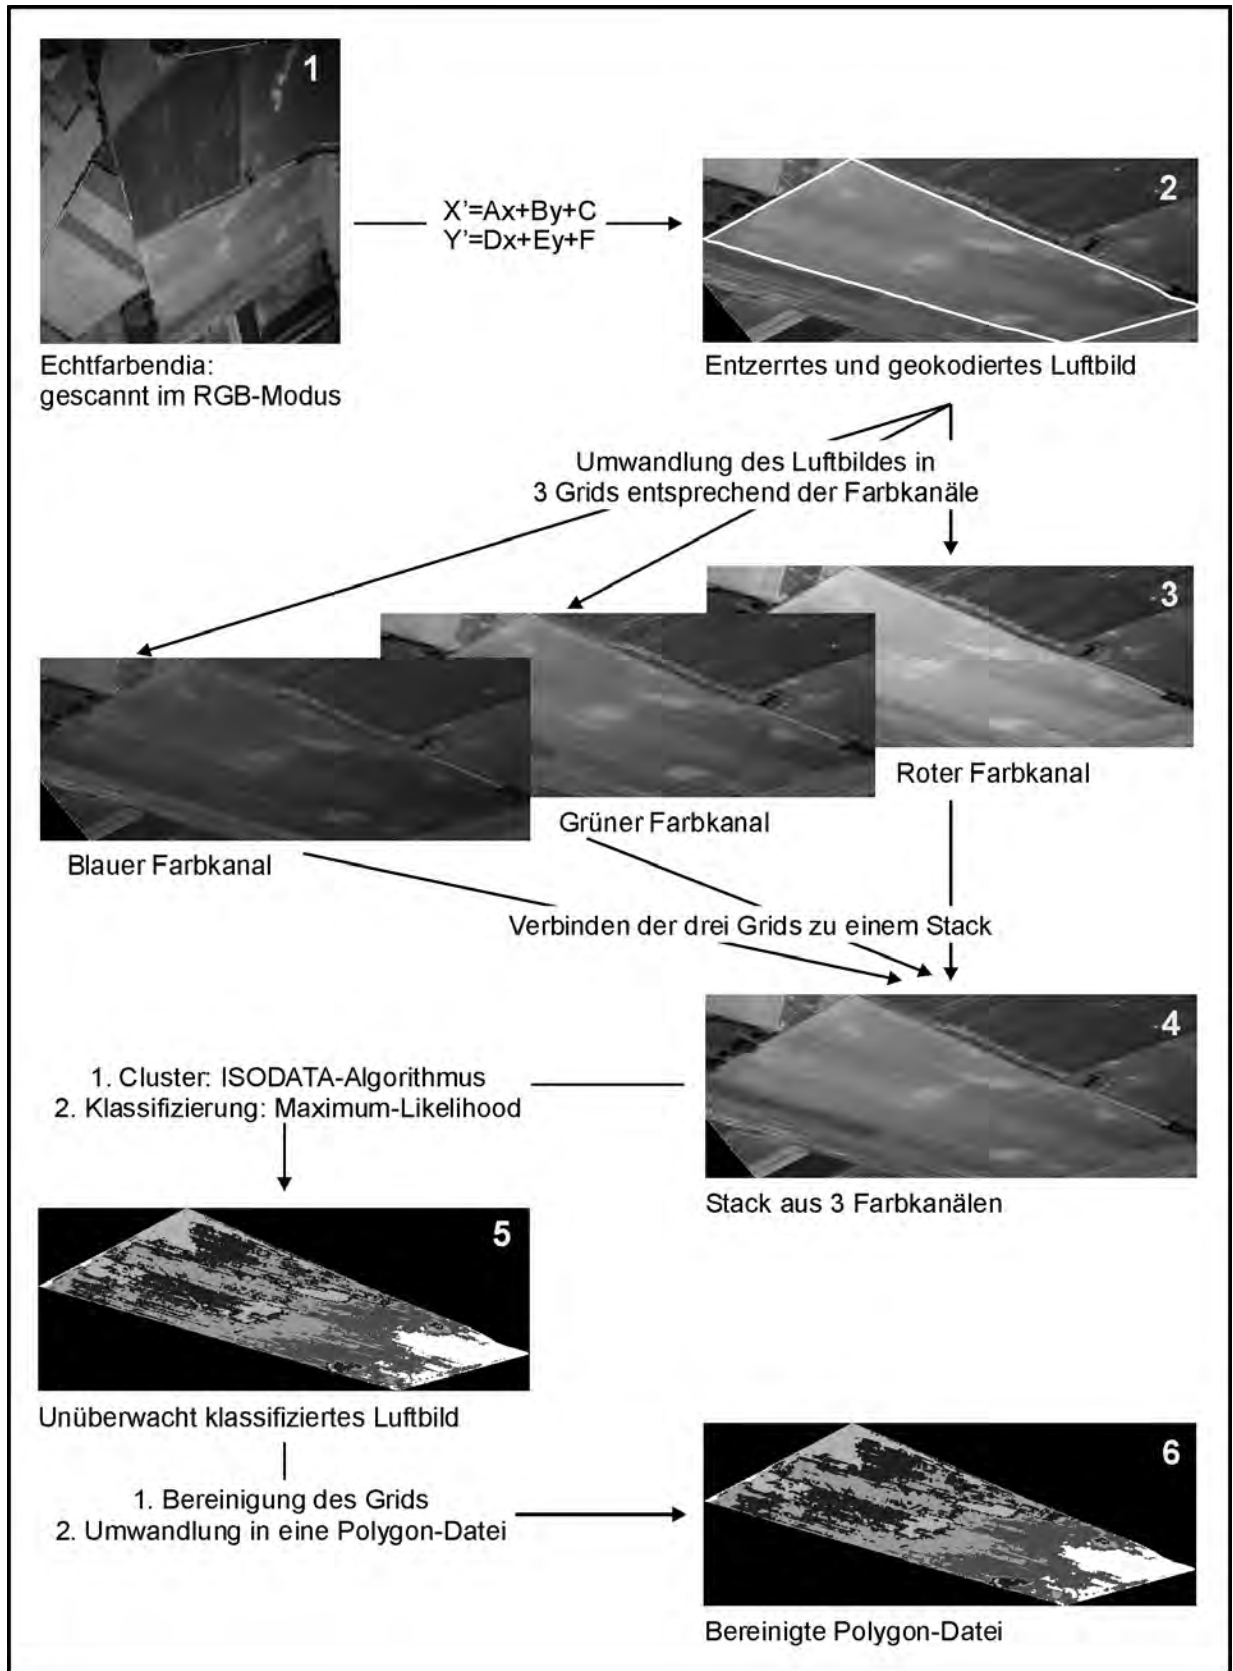 1
X'=Ax+By+C
Y'=Dx+Ey+F
2
Echtfarbendia:
gescannt im RGB-Modus
Entzerrtes und geokodiertes Luftbild
Umwandlung des Luftbildes in
3 Grids entsprechend der Farbkanäle
3
Roter Farbkanal
Grüner Farbkanal
Blauer Farbkanal
Verbinden der drei Grids zu einem Stack
4
1. Cluster: ISODATA-Algorithmus
2. Klassifizierung: Maximum-Likelihood
Stack aus 3 Farbkanälen
5
Unüberwacht klassifiziertes Luftbild
6
1. Bereinigung des Grids
2. Umwandlung in eine Polygon-Datei
Bereinigte Polygon-Datei